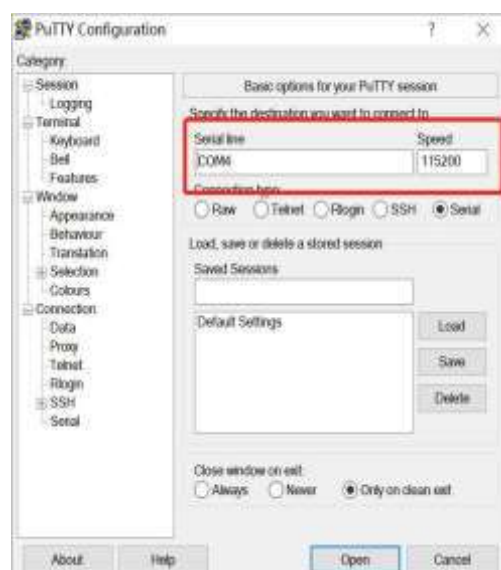 PuTTY Configuration ? ×
Category:
Session
Logging
Terminal
Keyboard
Bell
Features
Window
Appearance
Behaviour
Translation
Selection
Colours
Connection
Data
Proxy
Telnet
Rlogin
SSH
Serial
Basic options for your PuTTY session
Specify the destination you want to connect to
Serial line Speed
COM4 115200
Connection type:
Raw Telnet Rlogin SSH Serial
Load, save or delete a stored session
Saved Sessions
Default Settings
Load
Save
Delete
Close window on exit:
Always Never Only on clean exit
About Help Open Cancel